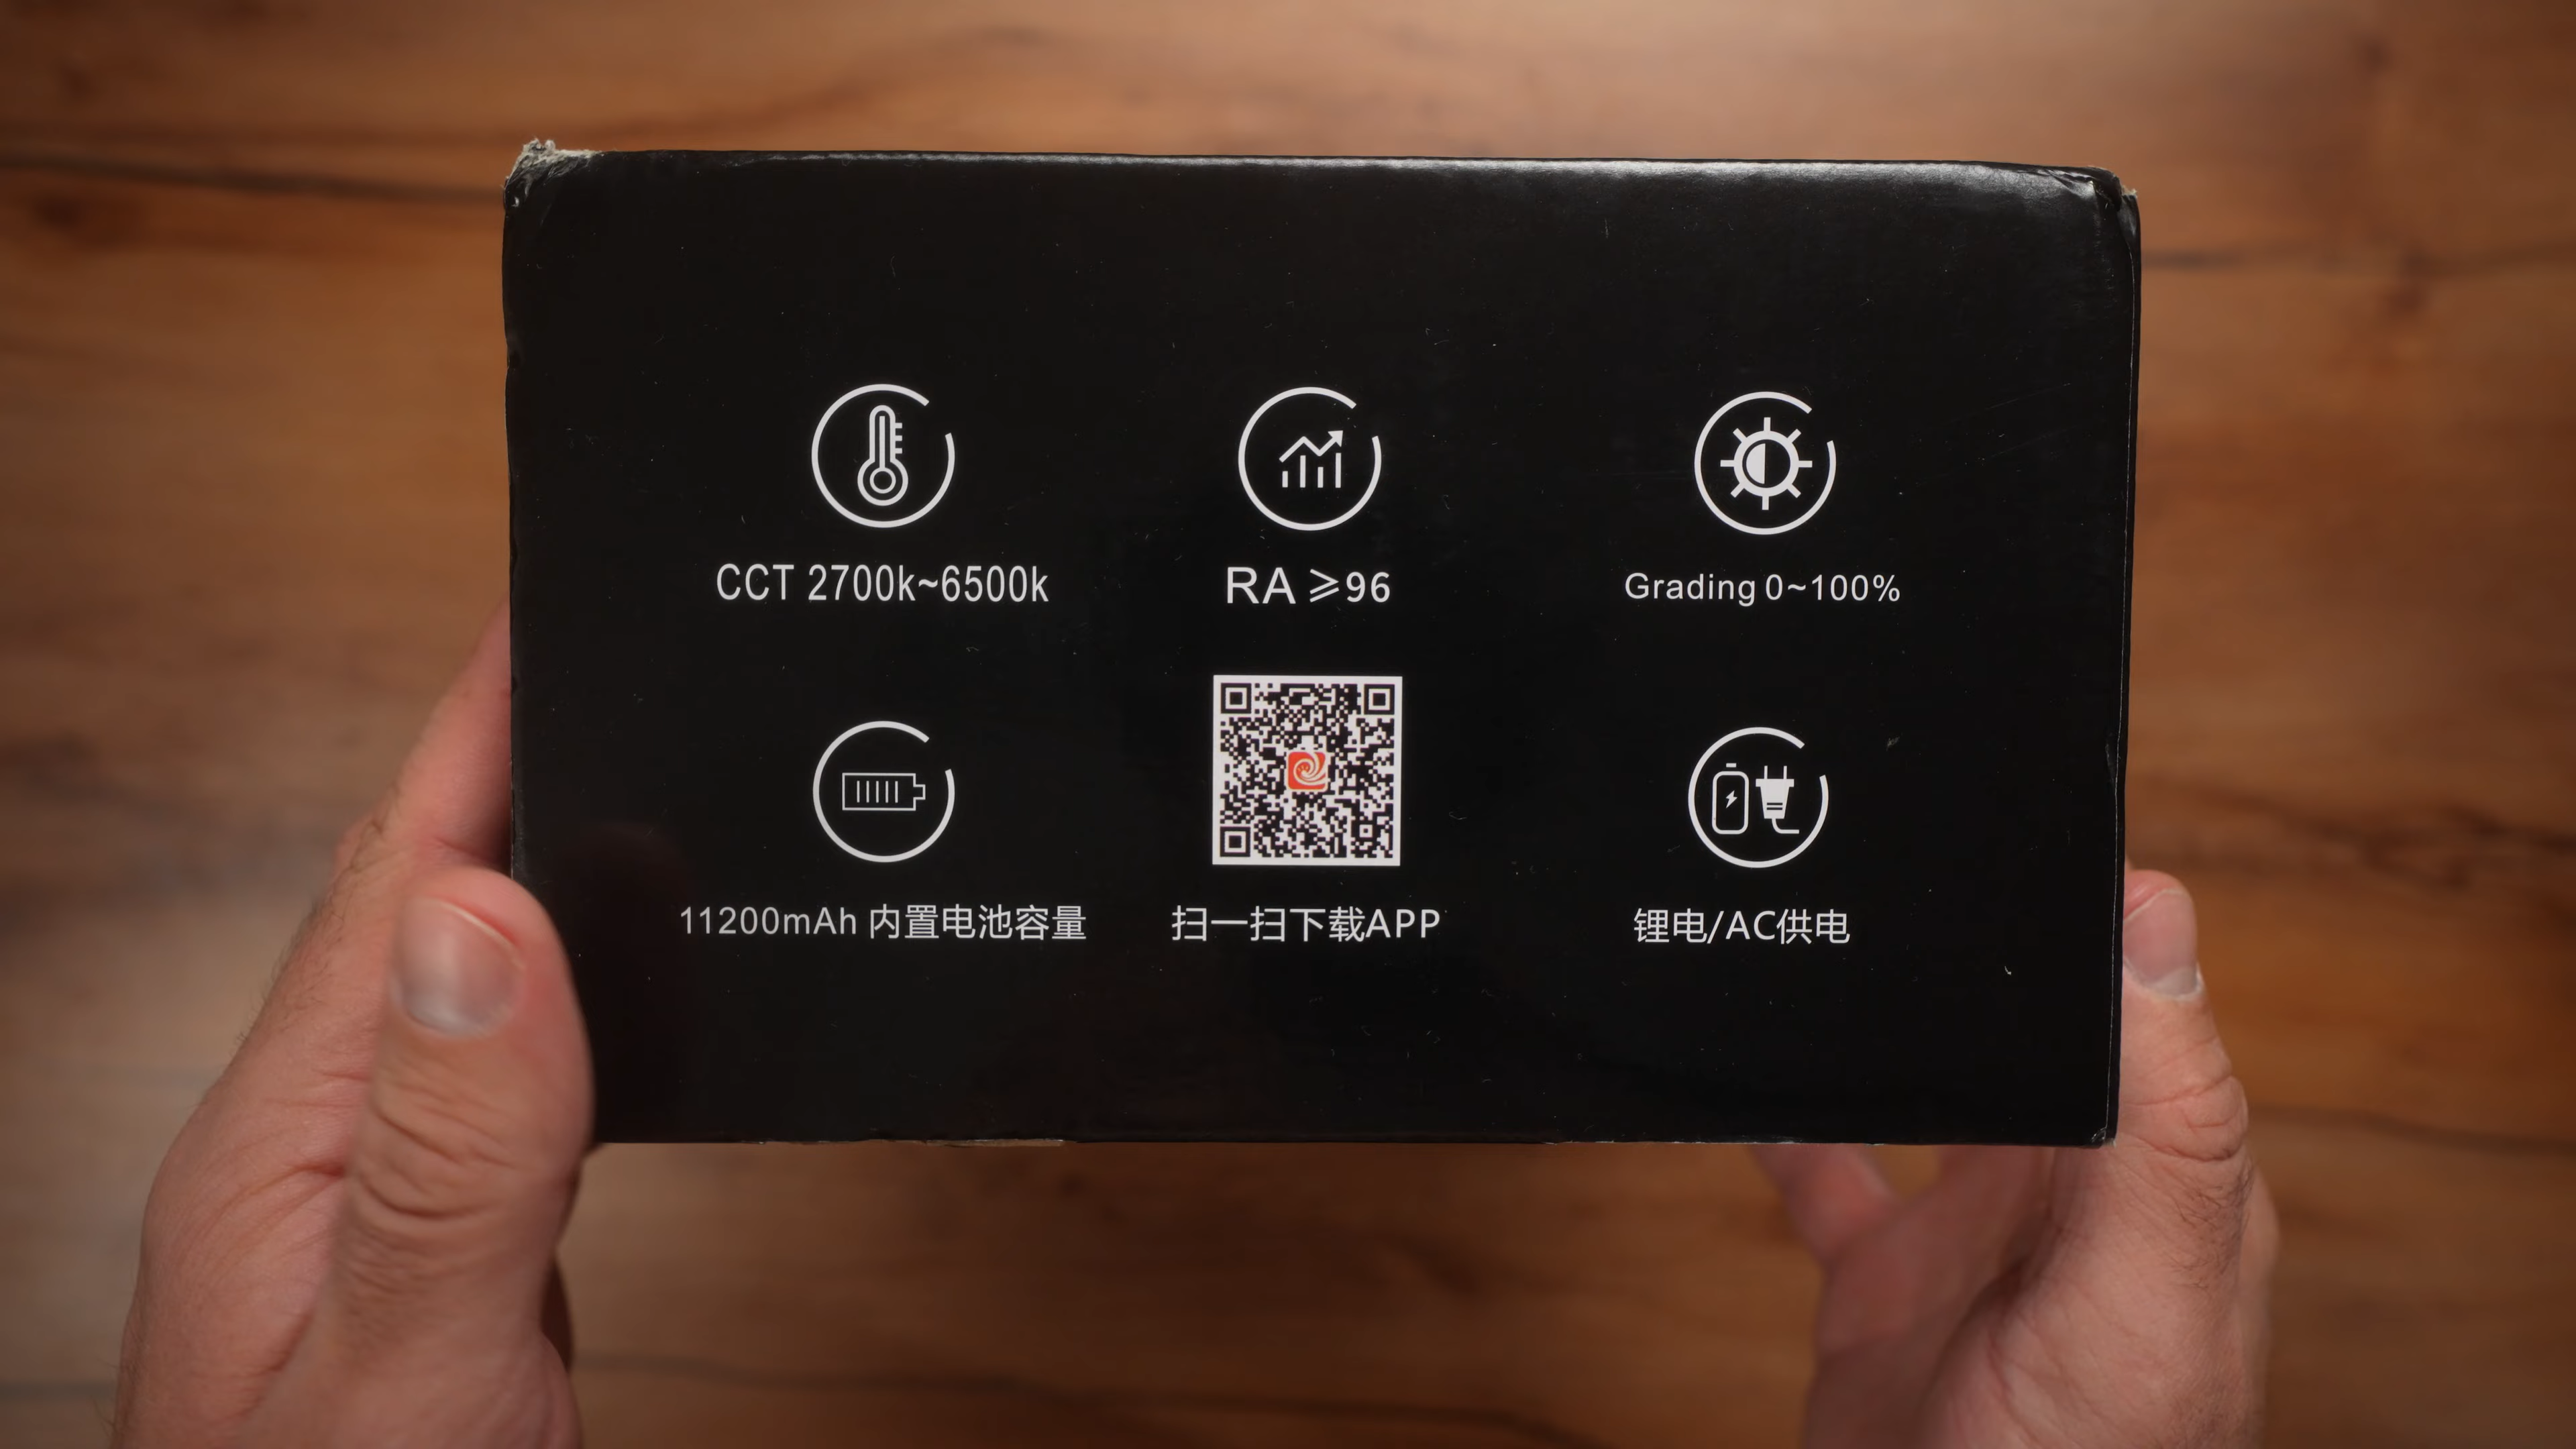 CCT 2700k~6500k
RA ⩾96
Grading 0~100%
11200mAh 内置电池容量
扫一扫下载APP
锂电/AC供电